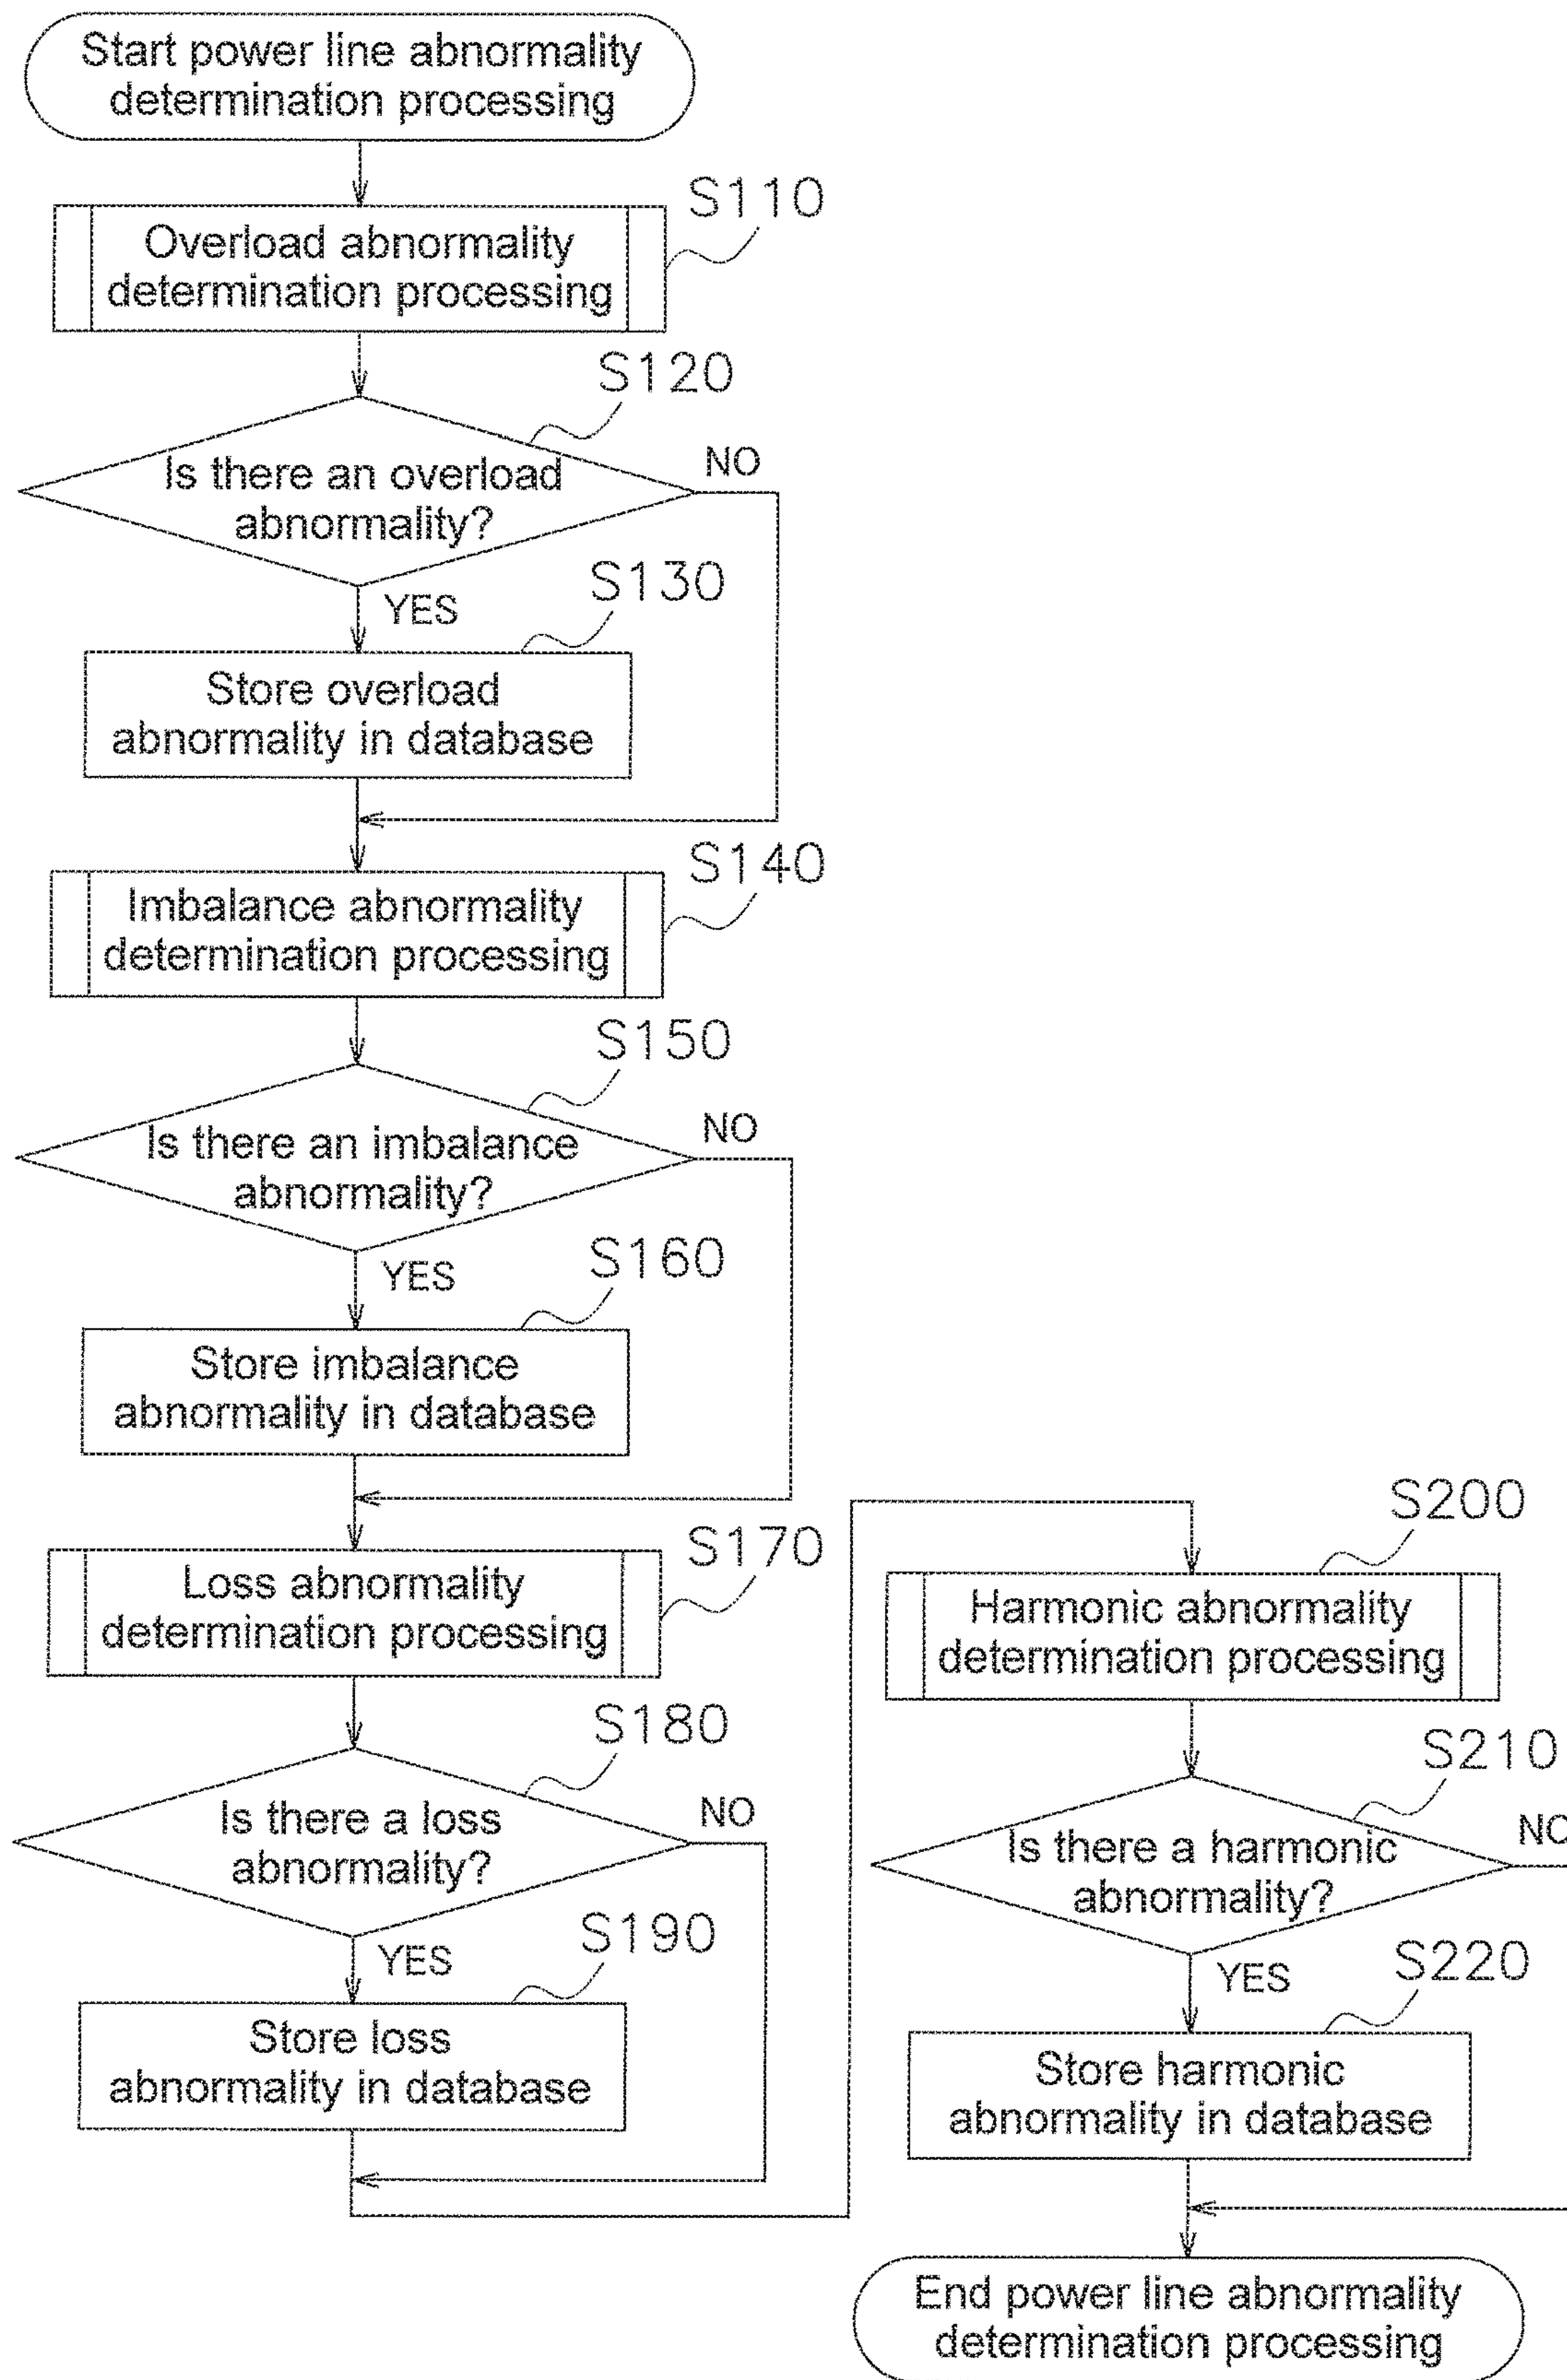 Start power line abnormality
determination processing
S110
Overload abnormality
determination processing
S120
Is there an overload
abnormality?
NO
YES
S130
Store overload
abnormality in database
S140
Imbalance abnormality
determination processing
S150
Is there an imbalance
abnormality?
NO
YES
S160
Store imbalance
abnormality in database
S170
Loss abnormality
determination processing
S180
Is there a loss
abnormality?
NO
YES
S190
Store loss
abnormality in database
S200
Harmonic abnormality
determination processing
S210
Is there a harmonic
abnormality?
NO
YES
S220
Store harmonic
abnormality in database
End power line abnormality
determination processing